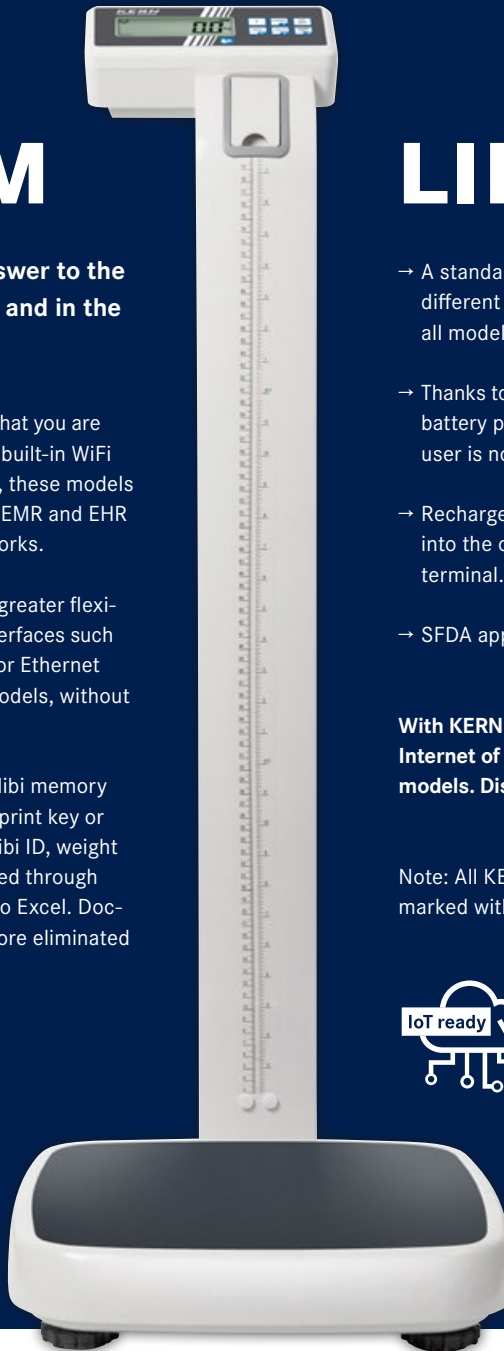 KERN
0.0
M
swer to the
and in the
hat you are
built-in WiFi
, these models
EMR and EHR
orks.
greater flexi-
erfaces such
or Ethernet
odels, without
libi memory
print key or
ibi ID, weight
ed through
o Excel. Doc-
ore eliminated
LI
→ A standa
different
all model
→ Thanks to
battery p
user is no
→ Recharge
into the c
terminal.
→ SFDA app
With KERN
Internet of
models. Dis
Note: All KE
marked with
IoT ready